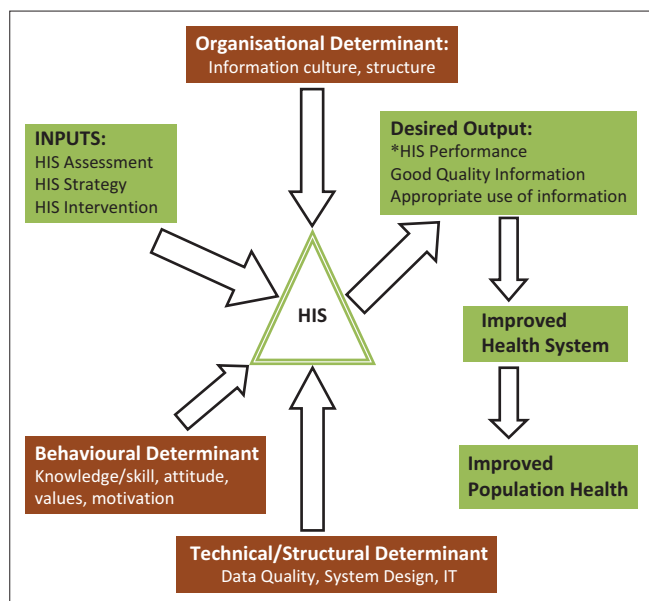 Organisational Determinant:
Information culture, structure
INPUTS:
HIS Assessment
HIS Strategy
HIS Intervention
Desired Output:
*HIS Performance
Good Quality Information
Appropriate use of information
HIS
Improved
Health System
Behavioural Determinant
Knowledge/skill, attitude,
values, motivation
Improved
Population Health
Technical/Structural Determinant
Data Quality, System Design, IT